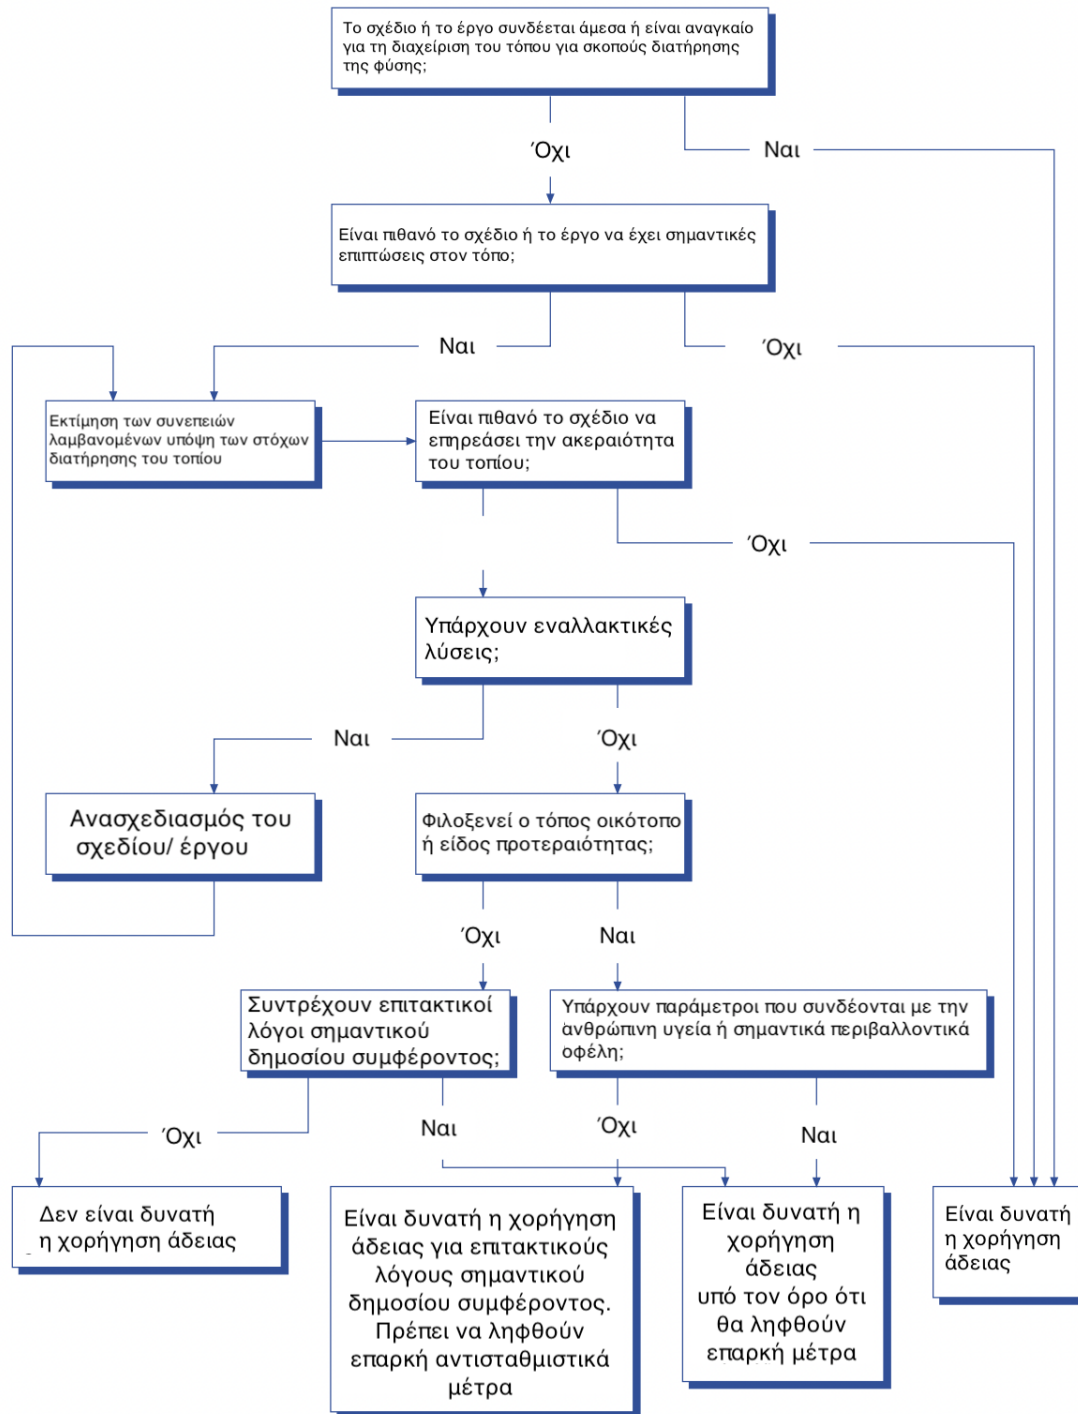 Το σχέδιο ή το έργο συνδέεται άμεσα ή είναι αναγκαίο
για τη διαχείριση του τόπου για σκοπούς διατήρησης
της φύσης;
Όχι
Ναι
Είναι πιθανό το σχέδιο ή το έργο να έχει σημαντικές
επιπτώσεις στον τόπο;
Ναι
Όχι
Εκτίμηση των συνεπειών
λαμβανομένων υπόψη των στόχων
διατήρησης του τοπίου
Είναι πιθανό το σχέδιο να
επηρεάσει την ακεραιότητα
του τοπίου;
Όχι
Υπάρχουν εναλλακτικές
λύσεις;
Ναι
Όχι
Ανασχεδιασμός του
σχεδίου/ έργου
Φιλοξενεί ο τόπος οικότοπο
ή είδος προτεραιότητας;
Όχι
Ναι
Συντρέχουν επιτακτικοί
λόγοι σημαντικού
δημοσίου συμφέροντος;
Υπάρχουν παράμετροι που συνδέονται με την
ανθρώπινη υγεία ή σημαντικά περιβαλλοντικά
οφέλη;
Όχι
Ναι
Όχι
Ναι
Δεν είναι δυνατή
η χορήγηση άδειας
Είναι δυνατή η χορήγηση
άδειας για επιτακτικούς
λόγους σημαντικού
δημοσίου συμφέροντος.
Πρέπει να ληφθούν
επαρκή αντισταθμιστικά
μέτρα
Είναι δυνατή η
χορήγηση
άδειας
υπό τον όρο ότι
θα ληφθούν
επαρκή μέτρα
Είναι δυνατή
η χορήγηση
άδειας